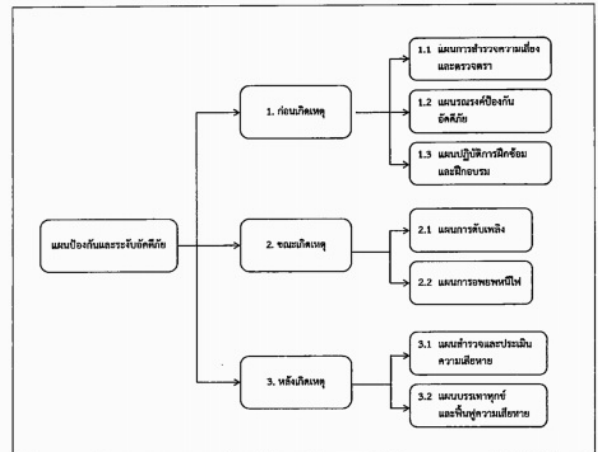 แผนป้องกันและระงับอัคคีภัย
1. ก่อนเกิดเหตุ
1.1 แผนการสำรวจความเสี่ยง
และตรวจตรา
1.2 แผนรณรงค์ป้องกัน
อัคคีภัย
1.3 แผนปฏิบัติการฝึกซ้อม
และฝึกอบรม
2. ขณะเกิดเหตุ
2.1 แผนการดับเพลิง
2.2 แผนการอพยพหนีไฟ
3. หลังเกิดเหตุ
3.1 แผนสำรวจและประเมิน
ความเสียหาย
3.2 แผนบรรเทาทุกข์
และฟื้นฟูความเสียหาย